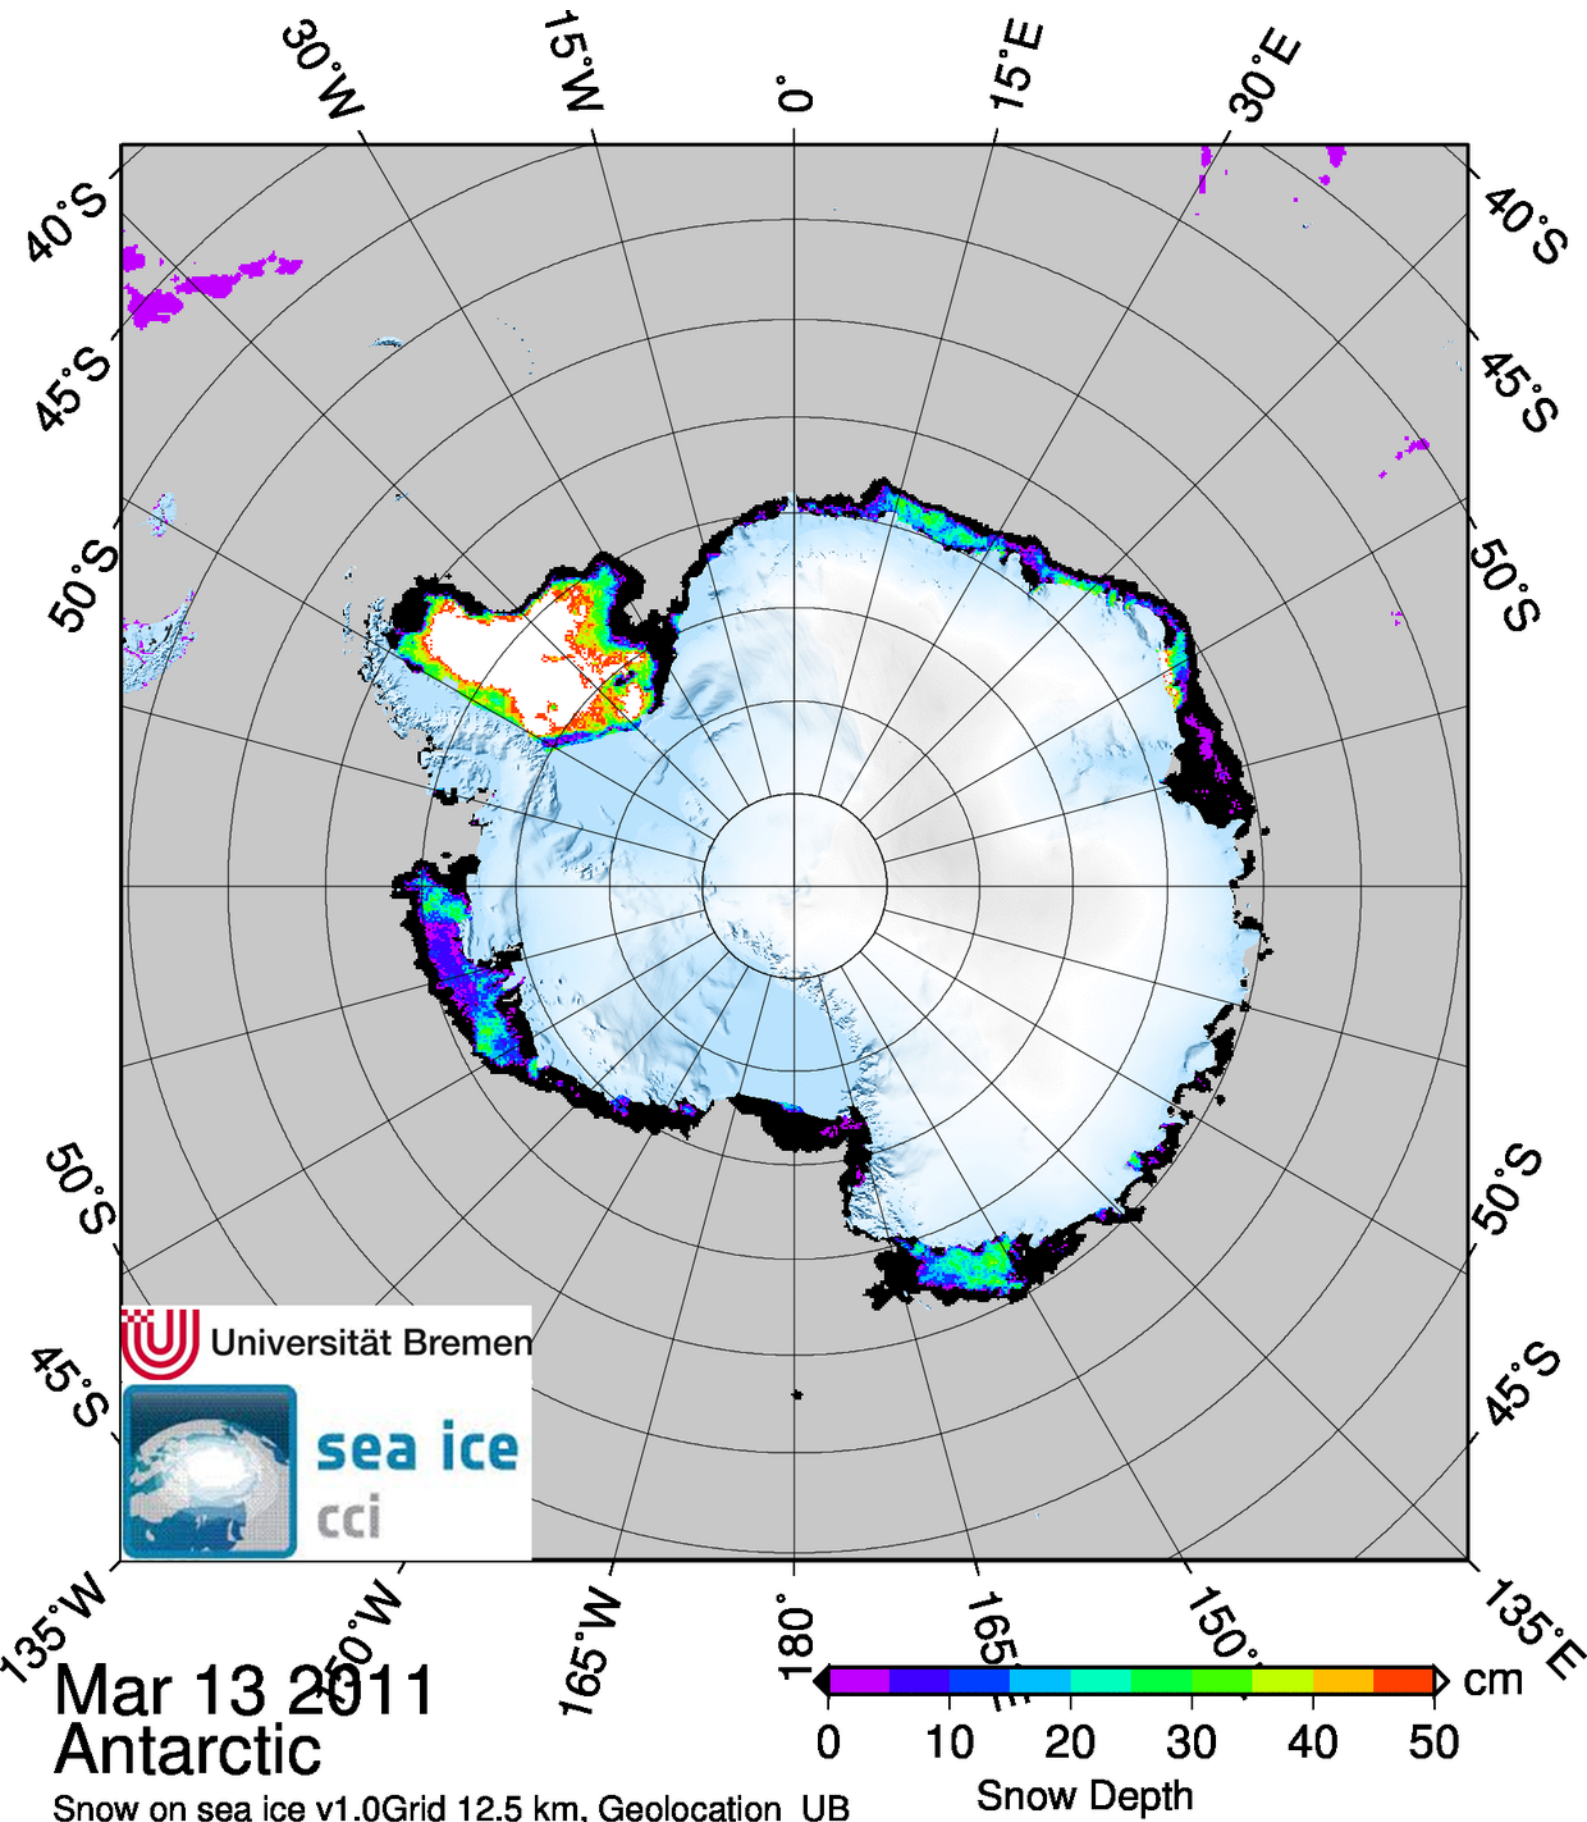 30°W
15°W
0°
15°E
30°E
40°S
40°S
45°S
45°S
50°S
50°S
50°S
50°S
45°S
45°S
Universität Bremen
sea ice
cci
135°W
165°W
180°
135°E
Mar 13 2011
Antarctic
Snow on sea ice v1.0Grid 12.5 km, Geolocation UB
cm
0 10 20 30 40 50
Snow Depth